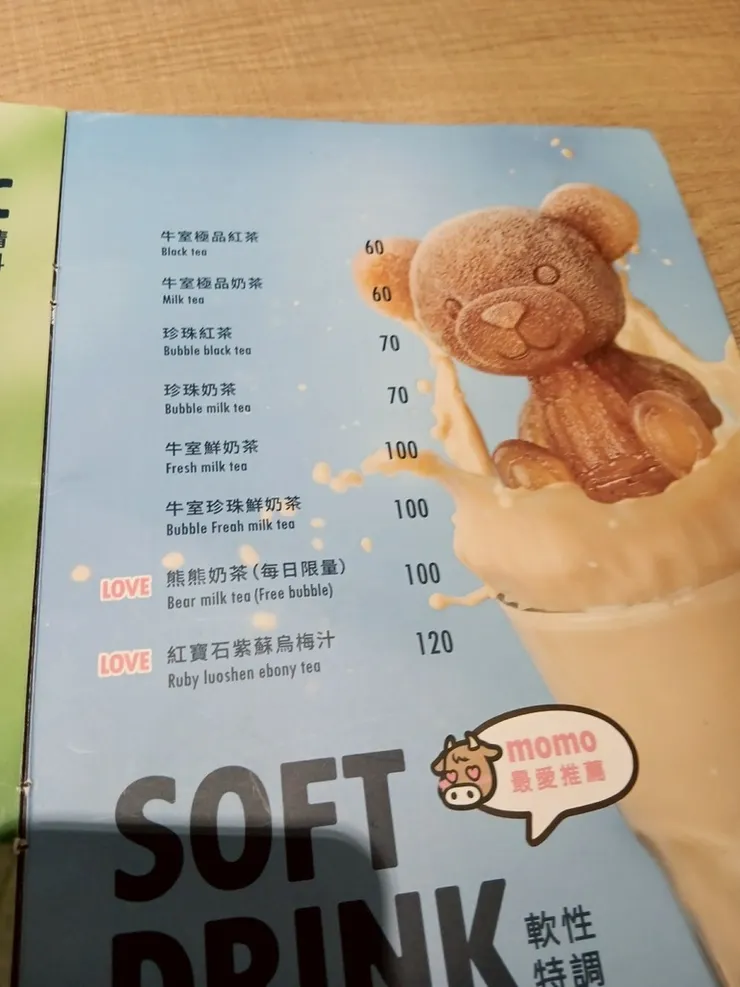 牛室極品紅茶 60
Black tea
牛室極品奶茶 60
Milk tea
珍珠紅茶 70
Bubble black tea
珍珠奶茶 70
Bubble milk tea
牛室鮮奶茶 100
Fresh milk tea
牛室珍珠鮮奶茶 100
Bubble Freah milk tea
LOVE 熊熊奶茶(每日限量) 100
Bear milk tea (Free bubble)
LOVE 紅寶石紫蘇烏梅汁 120
Ruby luoshen ebony tea
momo
最愛推薦
SOFT
DRINK
軟性
特調